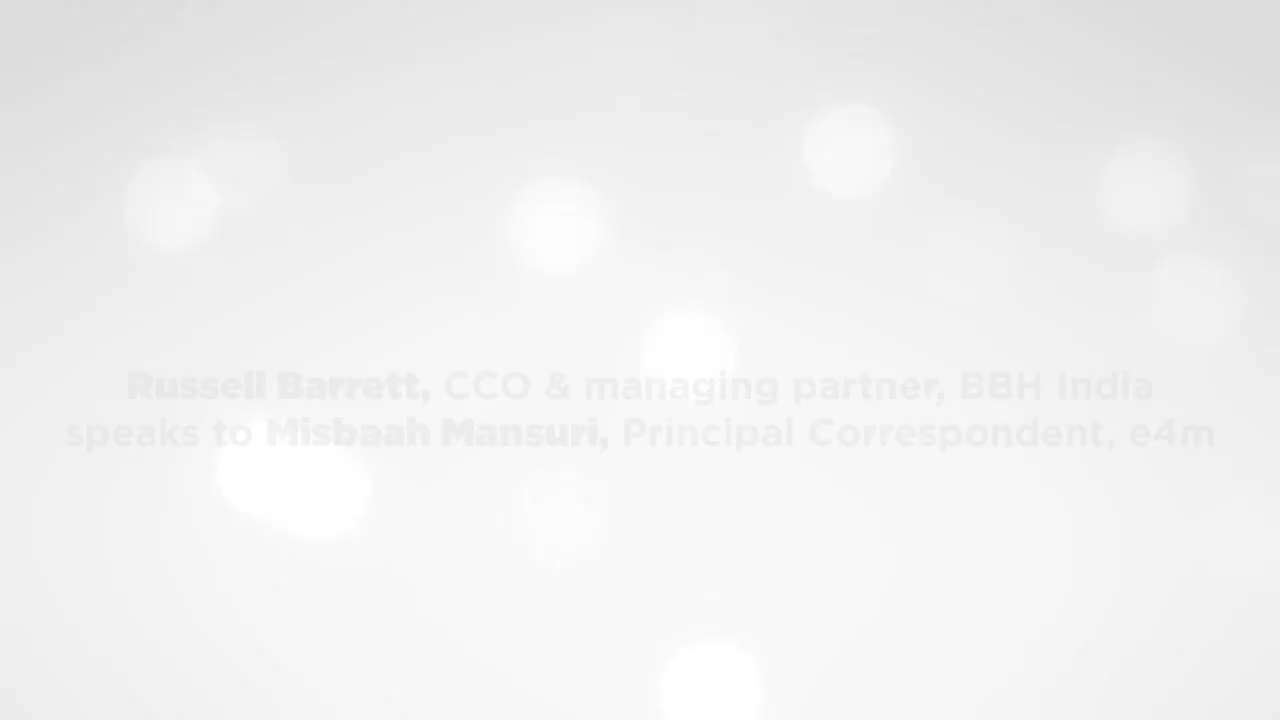 Russell Barrett, CCO & managing partner, BBH India
speaks to Misbaah Mansuri, Principal Correspondent, e4m